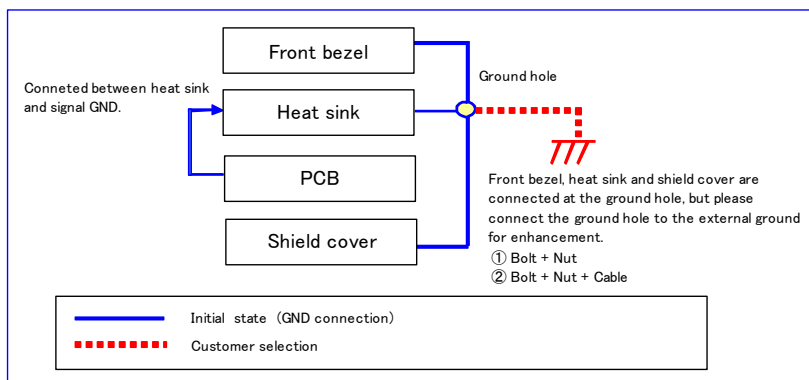 Front bezel
Ground hole
Conneted between heat sink
and signal GND.
Heat sink
PCB
Front bezel, heat sink and shield cover are
connected at the ground hole, but please
connect the ground hole to the external ground
for enhancement.
① Bolt + Nut
② Bolt + Nut + Cable
Shield cover
Initial state (GND connection)
Customer selection